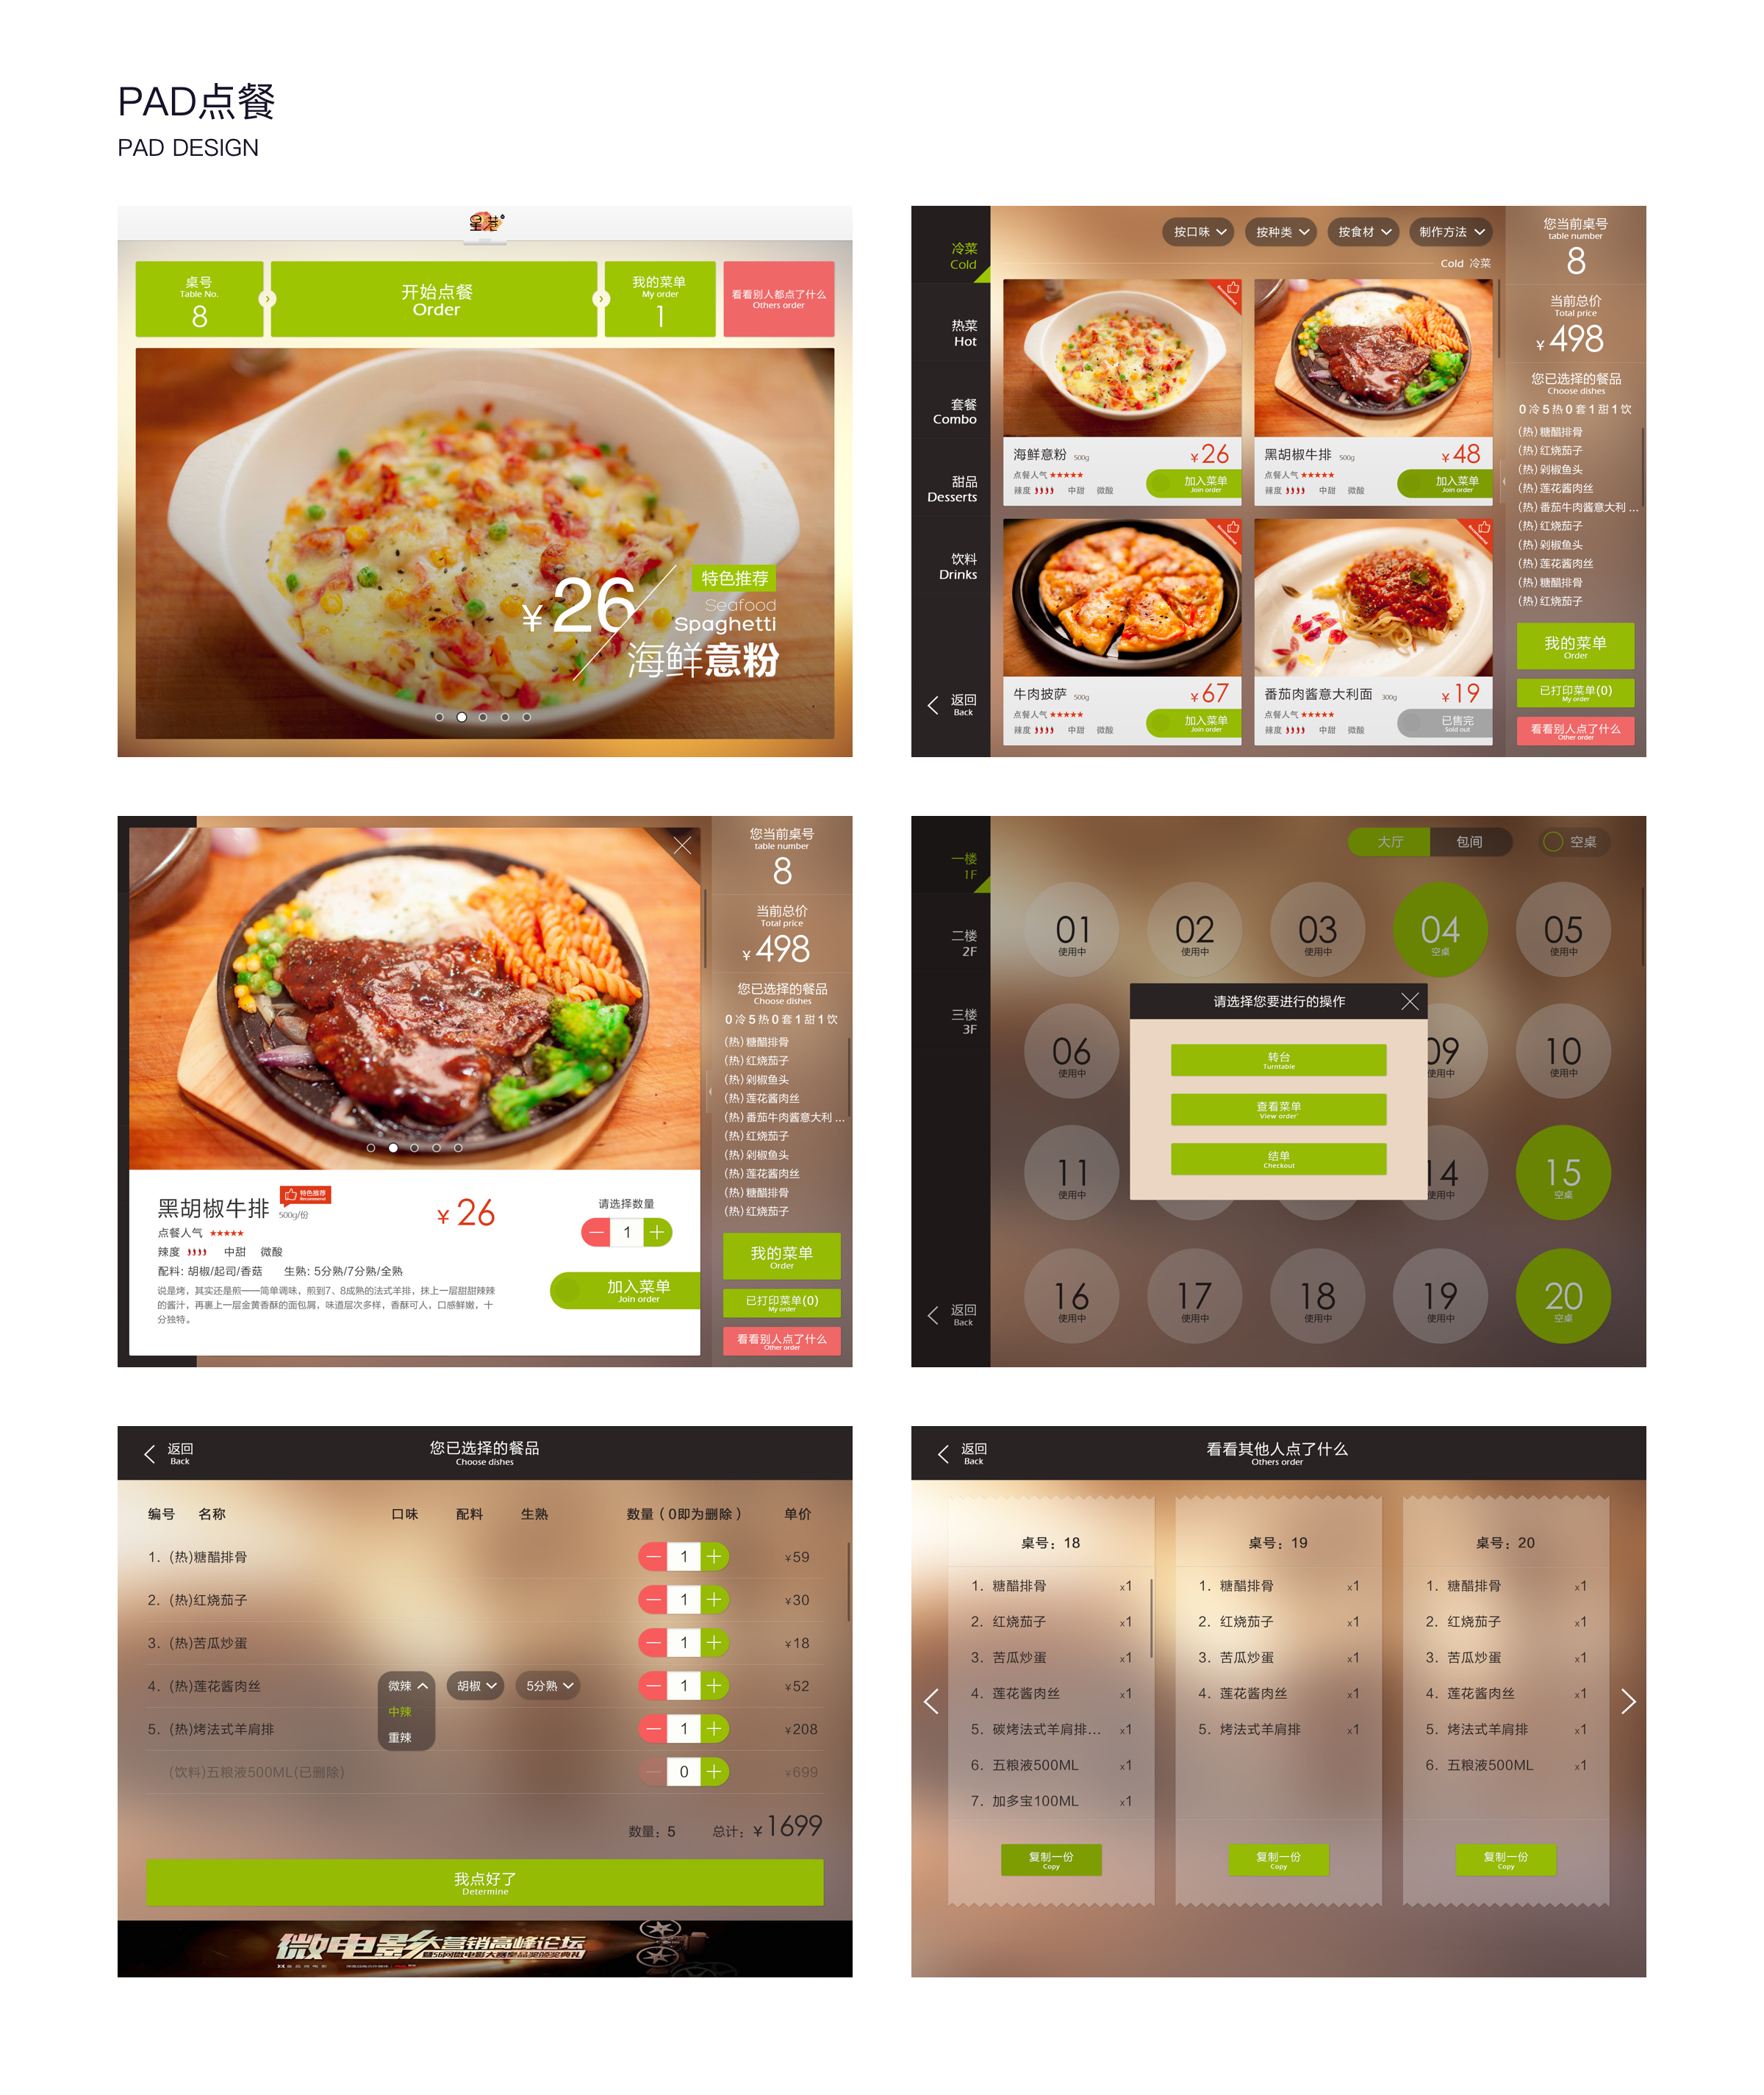 PAD点餐
PAD DESIGN
星巷
桌号
Table No.
8
开始点餐
Order
我的菜单
My order
1
看看别人都点了什么
Others order
¥26
特色推荐
Seafood
Spaghetti
海鲜意粉
冷菜
Cold
热菜
Hot
套餐
Combo
甜品
Desserts
饮料
Drinks
返回
Back
按口味 按种类 按食材 制作方法
Cold 冷菜
Recommend
海鲜意粉 500g ¥26
点餐人气
辣度 中甜 微酸
加入菜单
Join order
Recommend
黑胡椒牛排 500g ¥48
点餐人气
辣度 中甜 微酸
加入菜单
Join order
Recommend
牛肉披萨 500g ¥67
点餐人气
辣度 中甜 微酸
加入菜单
Join order
Recommend
番茄肉酱意大利面 300g ¥19
点餐人气
辣度 中甜 微酸
已售完
Sold out
您当前桌号
table number
8
当前总价
Total price
¥498
您已选择的餐品
Choose dishes
0冷5热0套1甜1饮
(热)糖醋排骨
(热)红烧茄子
(热)剁椒鱼头
(热)莲花酱肉丝
(热)番茄牛肉酱意大利...
(热)红烧茄子
(热)剁椒鱼头
(热)莲花酱肉丝
(热)糖醋排骨
(热)红烧茄子
我的菜单
Order
已打印菜单(0)
My order
看看别人点了什么
Other order
黑胡椒牛排
特色推荐
Recommend
500g/份
¥26
点餐人气
辣度 中甜 微酸
配料: 胡椒/起司/香菇 生熟: 5分熟/7分熟/全熟
说是烤，其实还是煎——简单调味，煎到7、8成熟的法式羊排，抹上一层甜甜辣辣
的酱汁，再裹上一层金黄香酥的面包屑，味道层次多样，香酥可人，口感鲜嫩，十
分独特。
请选择数量
1
加入菜单
Join order
您当前桌号
table number
8
当前总价
Total price
¥498
您已选择的餐品
Choose dishes
0冷5热0套1甜1饮
(热)糖醋排骨
(热)红烧茄子
(热)剁椒鱼头
(热)莲花酱肉丝
(热)番茄牛肉酱意大利...
(热)红烧茄子
(热)剁椒鱼头
(热)莲花酱肉丝
(热)糖醋排骨
(热)红烧茄子
我的菜单
Order
已打印菜单(0)
My order
看看别人点了什么
Other order
一楼
1F
二楼
2F
三楼
3F
返回
Back
大厅 包间 空桌
01 02 03 04 05
使用中 使用中 使用中 空桌 使用中
06 09 10
使用中 使用中 使用中
11 14 15
使用中 使用中 空桌
16 17 18 19 20
使用中 使用中 使用中 使用中 空桌
请选择您要进行的操作
转台
Turntable
查看菜单
View order'
结单
Checkout
返回
Back
您已选择的餐品
Choose dishes
编号 名称 口味 配料 生熟 数量（0即为删除） 单价
1. (热)糖醋排骨 1 ¥59
2. (热)红烧茄子 1 ¥30
3. (热)苦瓜炒蛋 1 ¥18
4. (热)莲花酱肉丝 微辣 胡椒 5分熟 1 ¥52
中辣
5. (热)烤法式羊肩排 1 ¥208
重辣
(饮料)五粮液500ML(已删除) 0 ¥699
数量：5 总计：¥1699
我点好了
Determine
微电影大营销高峰论坛
暨56网微电影大赛作品奖颁奖典礼
返回
Back
看看其他人点了什么
Others order
桌号：18
1. 糖醋排骨 x1
2. 红烧茄子 x1
3. 苦瓜炒蛋 x1
4. 莲花酱肉丝 x1
5. 碳烤法式羊肩排... x1
6. 五粮液500ML x1
7. 加多宝100ML x1
复制一份
Copy
桌号：19
1. 糖醋排骨 x1
2. 红烧茄子 x1
3. 苦瓜炒蛋 x1
4. 莲花酱肉丝 x1
5. 烤法式羊肩排 x1
复制一份
Copy
桌号：20
1. 糖醋排骨 x1
2. 红烧茄子 x1
3. 苦瓜炒蛋 x1
4. 莲花酱肉丝 x1
5. 烤法式羊肩排 x1
6. 五粮液500ML x1
复制一份
Copy